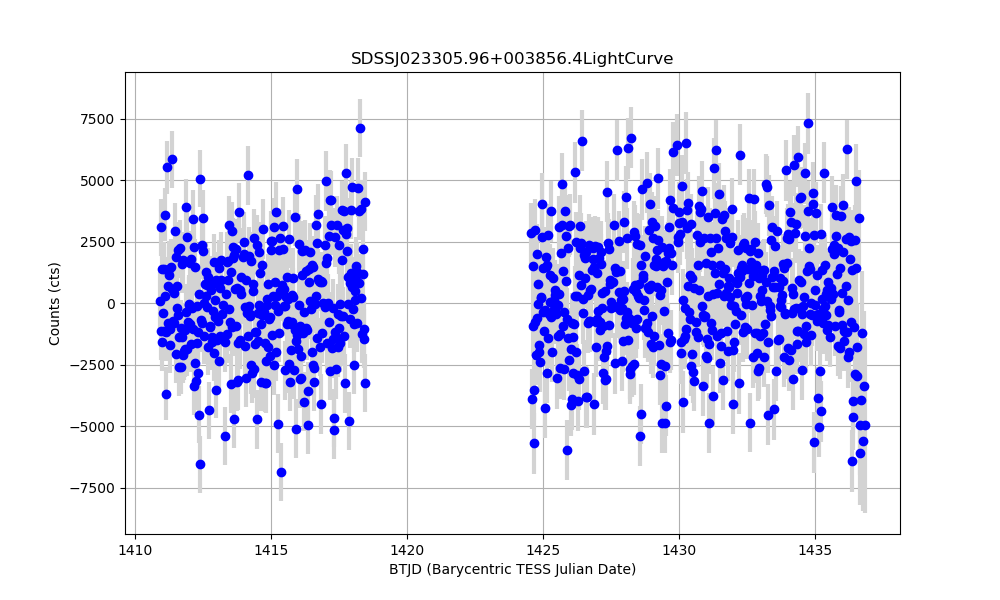 SDSSJ023305.96+003856.4LightCurve
Counts (cts)
7500
5000
2500
0
−2500
−5000
−7500
1410 1415 1420 1425 1430 1435
BTJD (Barycentric TESS Julian Date)